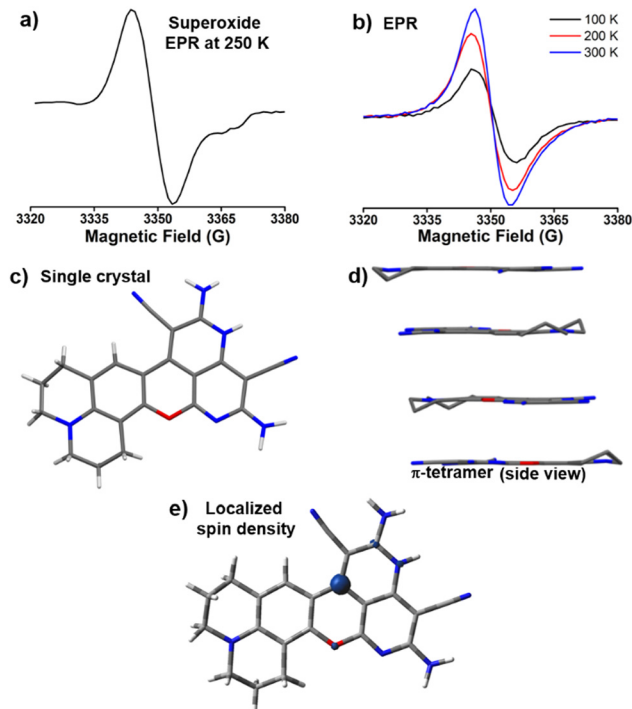 a) Superoxide
EPR at 250 K
3320 3335 3350 3365 3380
Magnetic Field (G)
b) EPR
100 K
200 K
300 K
3320 3335 3350 3365 3380
Magnetic Field (G)
c) Single crystal
d)
π-tetramer (side view)
e) Localized
spin density